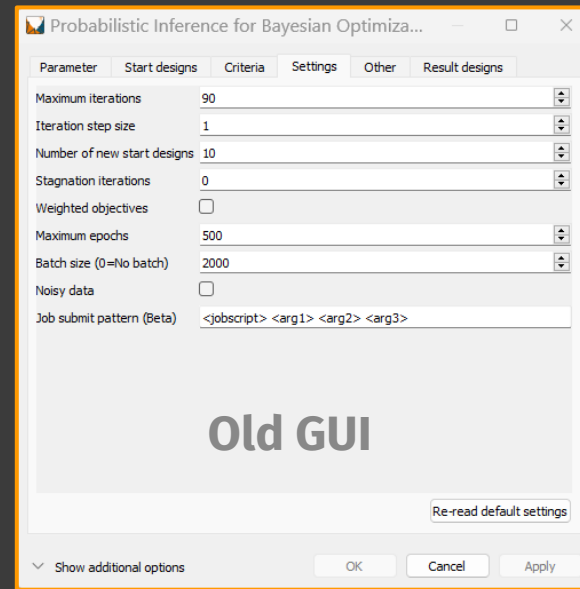 Probabilistic Inference for Bayesian Optimiza...
Parameter Start designs Criteria Settings Other Result designs
Maximum iterations 90
Iteration step size 1
Number of new start designs 10
Stagnation iterations 0
Weighted objectives
Maximum epochs 500
Batch size (0=No batch) 2000
Noisy data
Job submit pattern (Beta) <jobscript> <arg1> <arg2> <arg3>
Old GUI
Re-read default settings
Show additional options OK Cancel Apply